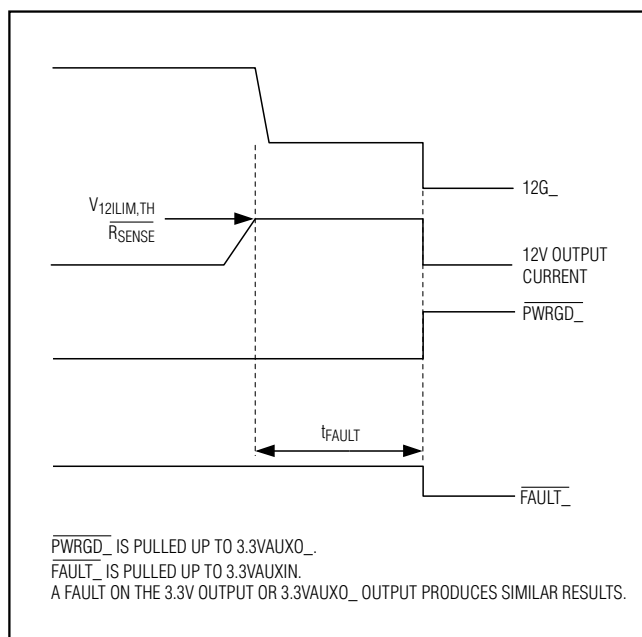 12G_
V12ILIM,TH
RSENSE
12V OUTPUT
CURRENT
PWRGD_
tFAULT
FAULT_
PWRGD_ IS PULLED UP TO 3.3VAUXO_.
FAULT_ IS PULLED UP TO 3.3VAUXIN.
A FAULT ON THE 3.3V OUTPUT OR 3.3VAUXO_ OUTPUT PRODUCES SIMILAR RESULTS.